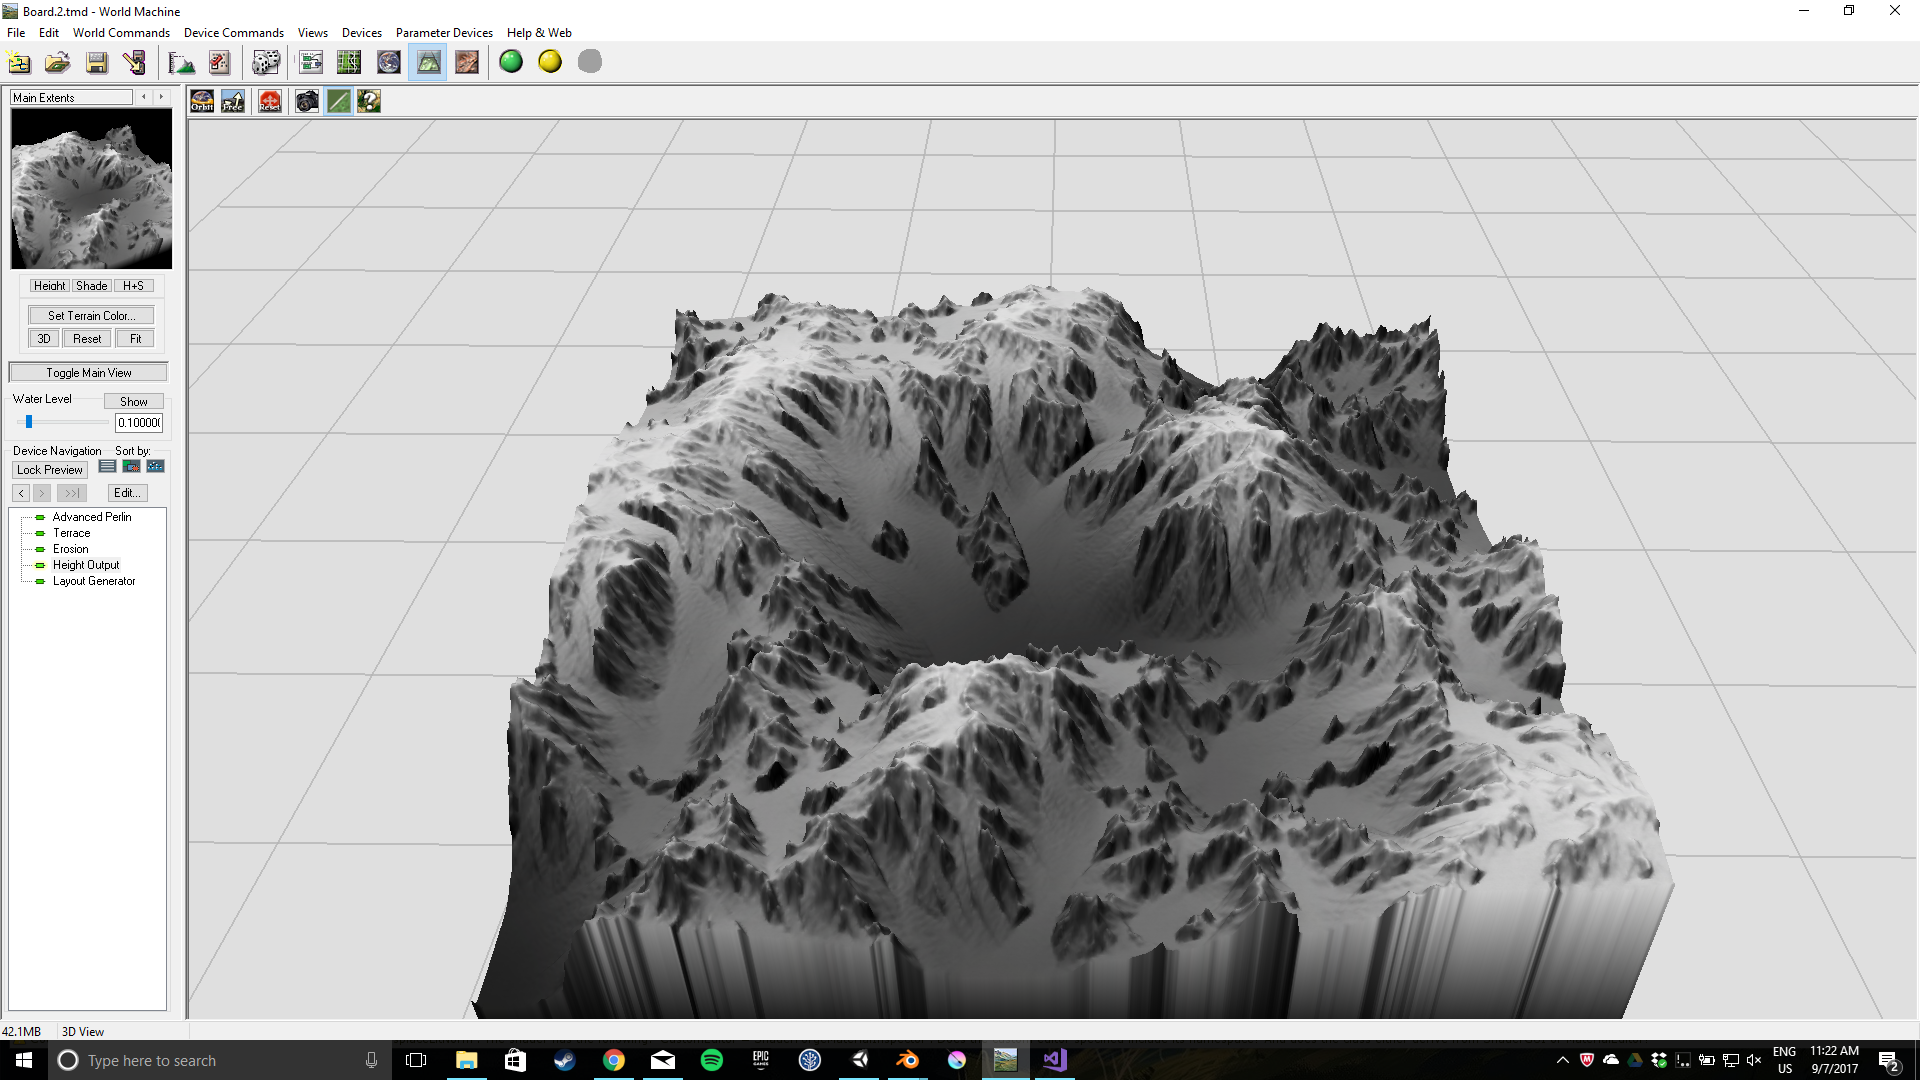 Board.2.tmd - World Machine
File Edit World Commands Device Commands Views Devices Parameter Devices Help & Web
Main Extents
Orbit Free Reset
Height Shade H+S
Set Terrain Color...
3D Reset Fit
Toggle Main View
Water Level Show
0.10000(
Device Navigation Sort by:
Lock Preview
< > >>| Edit...
Advanced Perlin
Terrace
Erosion
Height Output
Layout Generator
42.1MB 3D View
Type here to search
EPIC GAMES
ENG
US
11:22 AM
9/7/2017
2